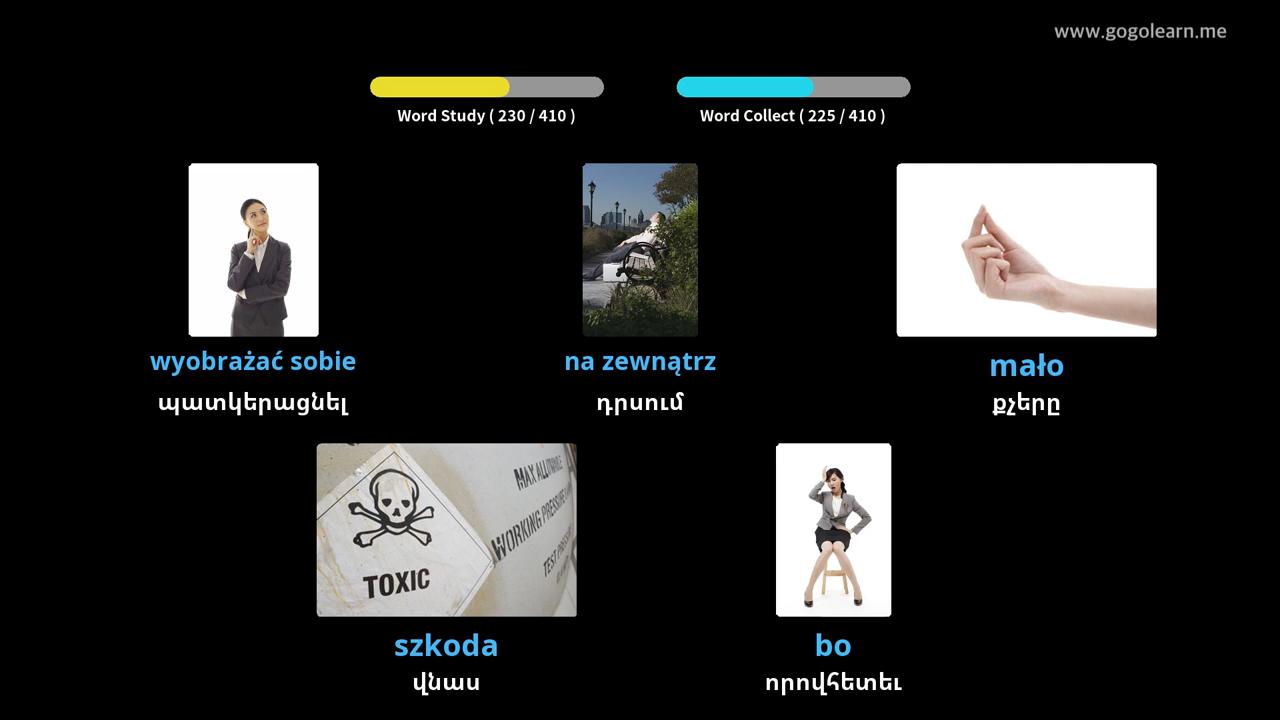 www.gogolearn.me
Word Study ( 230 / 410 )
Word Collect ( 225 / 410 )
wyobrażać sobie
պատկերացնել
na zewnątrz
դրսում
mało
քչերը
TOXIC
MAX ALLOWABLE
WORKING PRESSURE
szkoda
վնաս
bo
որովհետեւ